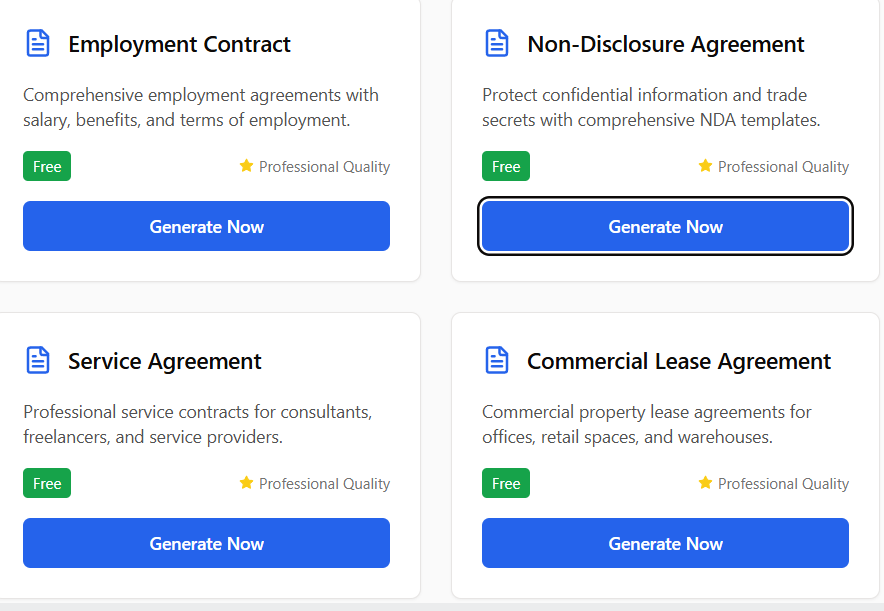 Employment Contract
Comprehensive employment agreements with
salary, benefits, and terms of employment.
Free
Professional Quality
Generate Now
Non-Disclosure Agreement
Protect confidential information and trade
secrets with comprehensive NDA templates.
Free
Professional Quality
Generate Now
Service Agreement
Professional service contracts for consultants,
freelancers, and service providers.
Free
Professional Quality
Generate Now
Commercial Lease Agreement
Commercial property lease agreements for
offices, retail spaces, and warehouses.
Free
Professional Quality
Generate Now